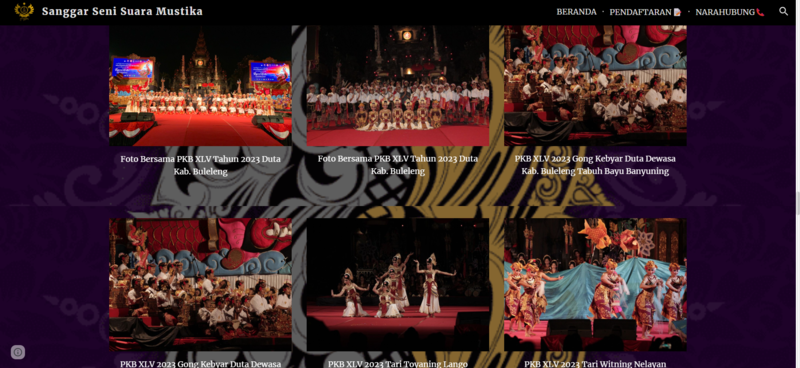 Sanggar Seni Suara Mustika
BERANDA
PENDAFTARAN
NARAHUBUNG
Foto Bersama PKB XLV Tahun 2023 Duta
Kab. Buleleng
Foto Bersama PKB XLV Tahun 2023 Duta
Kab. Buleleng
PKB XLV 2023 Gong Kebyar Duta Dewasa
Kab. Buleleng Tabuh Bayu Banyuning
PKB XLV 2023 Gong Kebyar Duta Dewasa
PKB XLV 2023 Tari Toyaning Lango
PKB XLV 2023 Tari Witning Nelayan